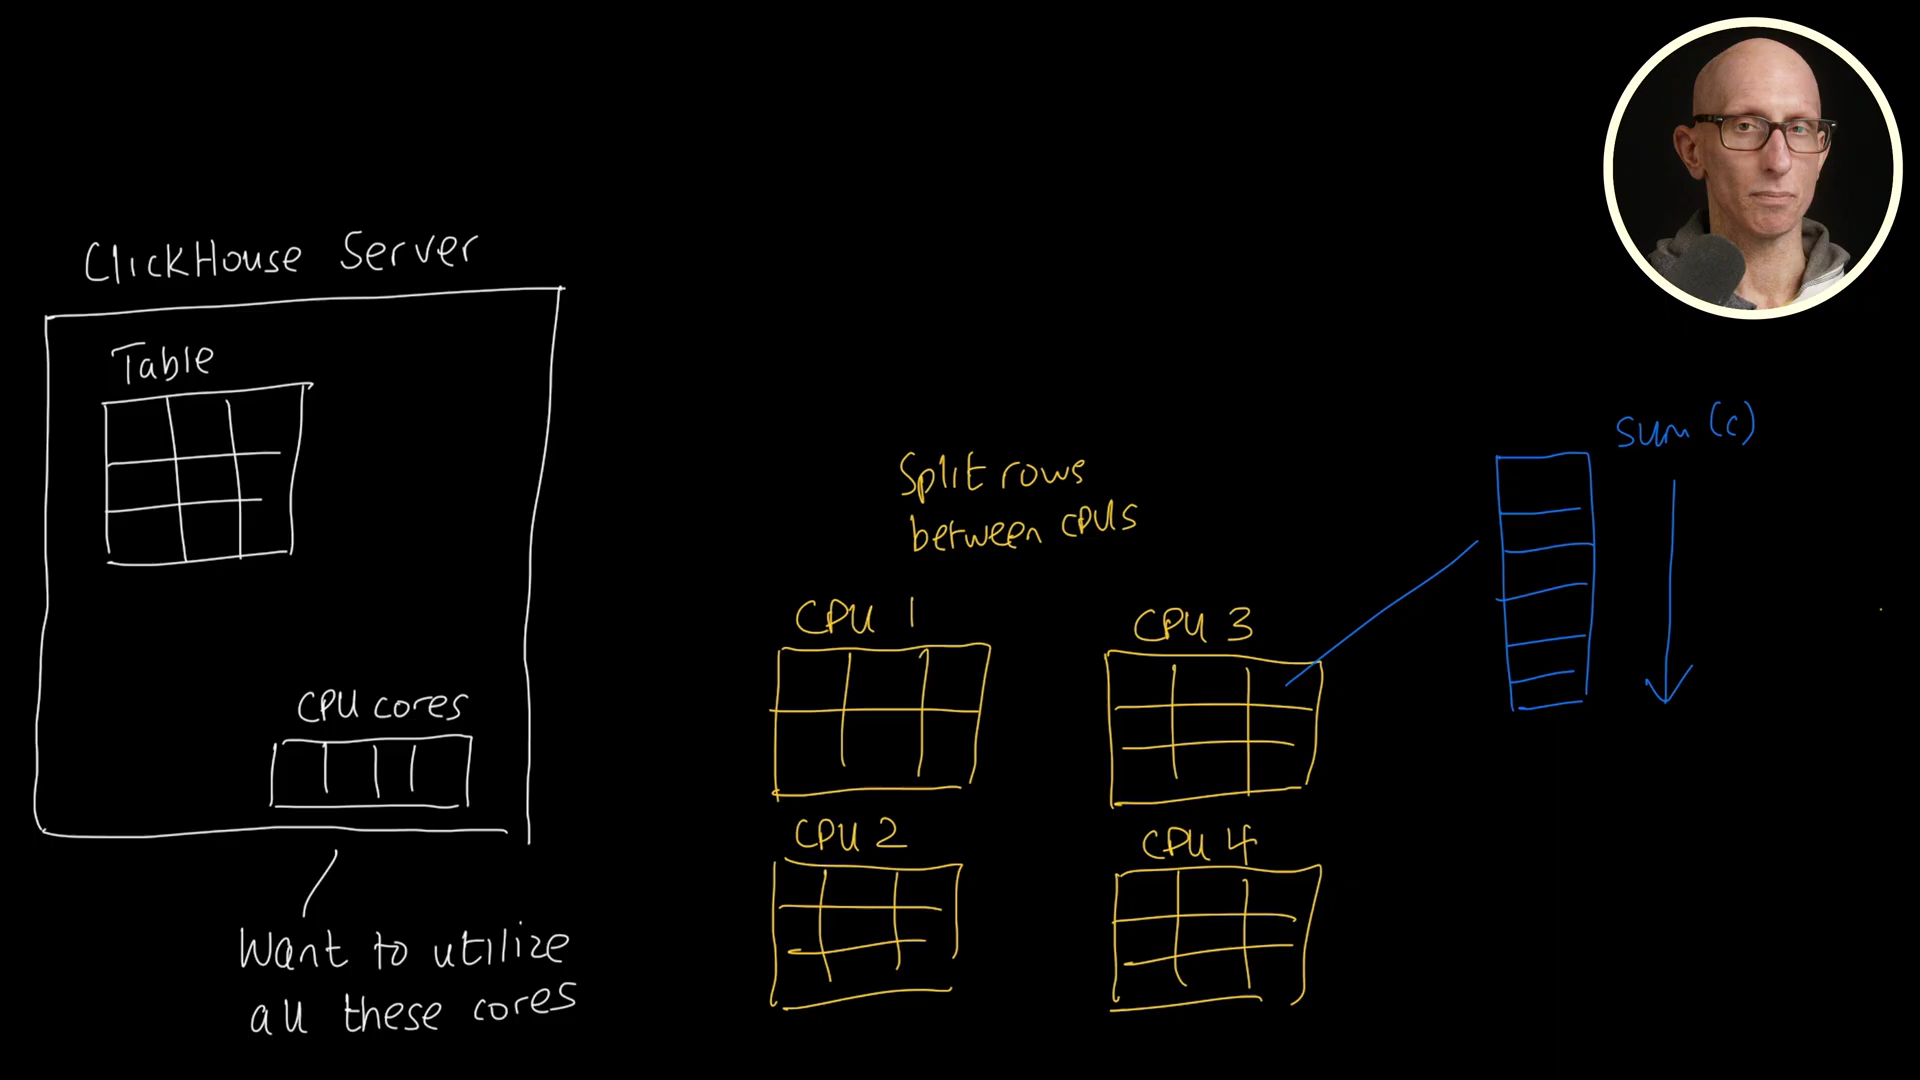 ClickHouse Server
Table
CPU cores
Want to utilize
all these cores
Split rows
between CPUs
CPU 1
CPU 3
CPU 2
CPU 4
sum (c)